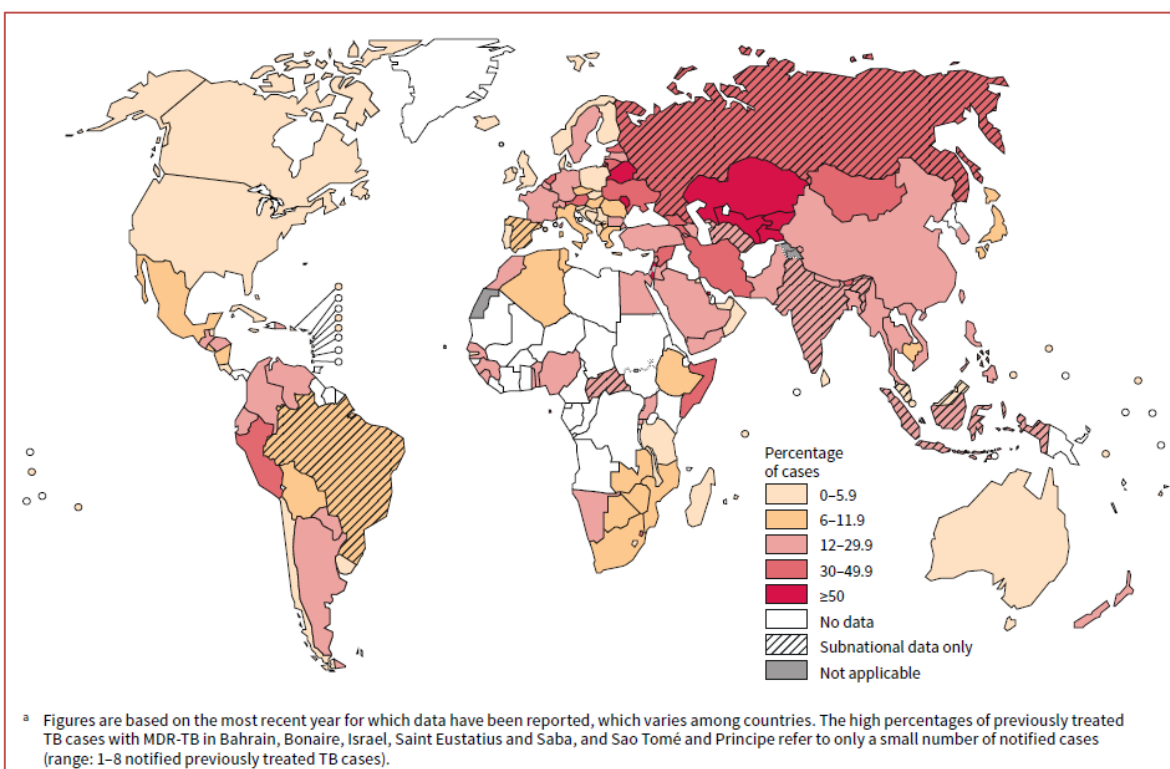 Percentage
of cases
0–5.9
6–11.9
12–29.9
30–49.9
≥50
No data
Subnational data only
Not applicable
a Figures are based on the most recent year for which data have been reported, which varies among countries. The high percentages of previously treated
TB cases with MDR-TB in Bahrain, Bonaire, Israel, Saint Eustatius and Saba, and Sao Tomé and Principe refer to only a small number of notified cases
(range: 1–8 notified previously treated TB cases).